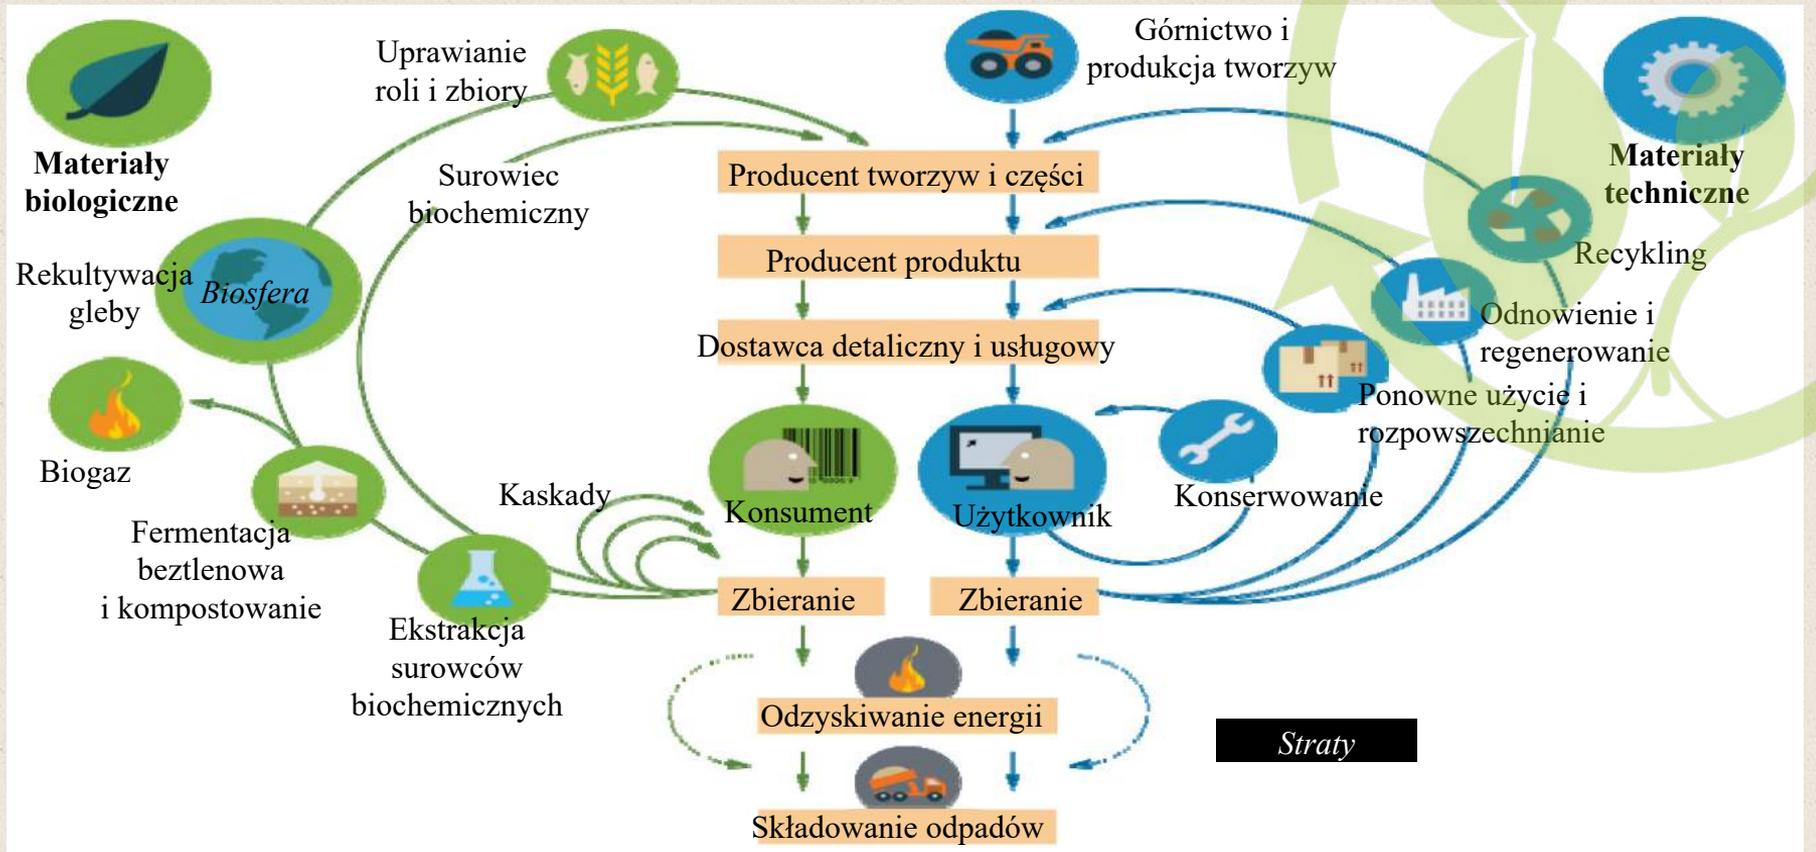 Materiały
biologiczne
Uprawianie
roli i zbiory
Górnictwo i
produkcja tworzyw
Materiały
techniczne
Surowiec
biochemiczny
Producent tworzyw i części
Recykling
Rekultywacja
gleby
Biosfera
Producent produktu
Odnowienie i
regenerowanie
Dostawca detaliczny i usługowy
Ponowne użycie i
rozpowszechnianie
Biogaz
Kaskady
Konsument
Użytkownik
Konserwowanie
Fermentacja
beztlenowa
i kompostowanie
Zbieranie
Zbieranie
Ekstrakcja
surowców
biochemicznych
Odzyskiwanie energii
Straty
Składowanie odpadów